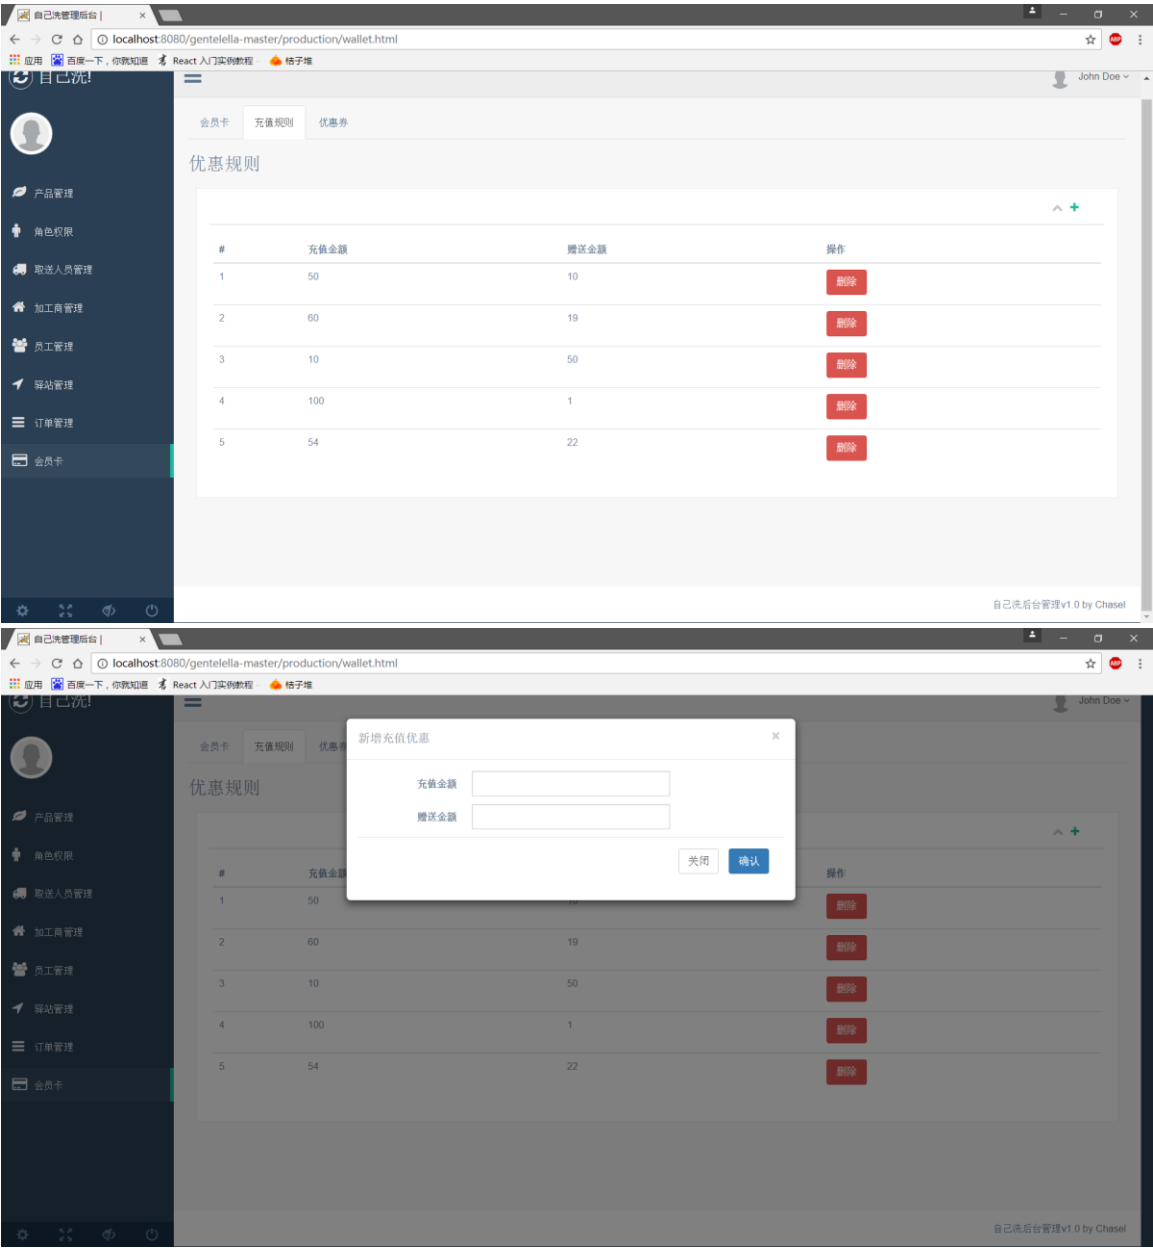 自己洗管理后台 |
localhost:8080/gentelella-master/production/wallet.html
应用 百度一下，你就知道 React 入门实例教程 - 桔子堆
自己洗!
John Doe
会员卡 充值规则 优惠券
优惠规则
产品管理
角色权限
取送人员管理
加工商管理
员工管理
驿站管理
订单管理
会员卡
# 充值金额 赠送金额 操作
1 50 10 删除
2 60 19 删除
3 10 50 删除
4 100 1 删除
5 54 22 删除
自己洗后台管理v1.0 by Chasel
自己洗管理后台 |
localhost:8080/gentelella-master/production/wallet.html
应用 百度一下，你就知道 React 入门实例教程 - 桔子堆
自己洗!
John Doe
会员卡 充值规则 优惠券
优惠规则
新增充值优惠 ×
充值金额
赠送金额
关闭 确认
产品管理
角色权限
取送人员管理
加工商管理
员工管理
驿站管理
订单管理
会员卡
# 充值金额 操作
1 50 删除
2 60 19 删除
3 10 50 删除
4 100 1 删除
5 54 22 删除
自己洗后台管理v1.0 by Chasel